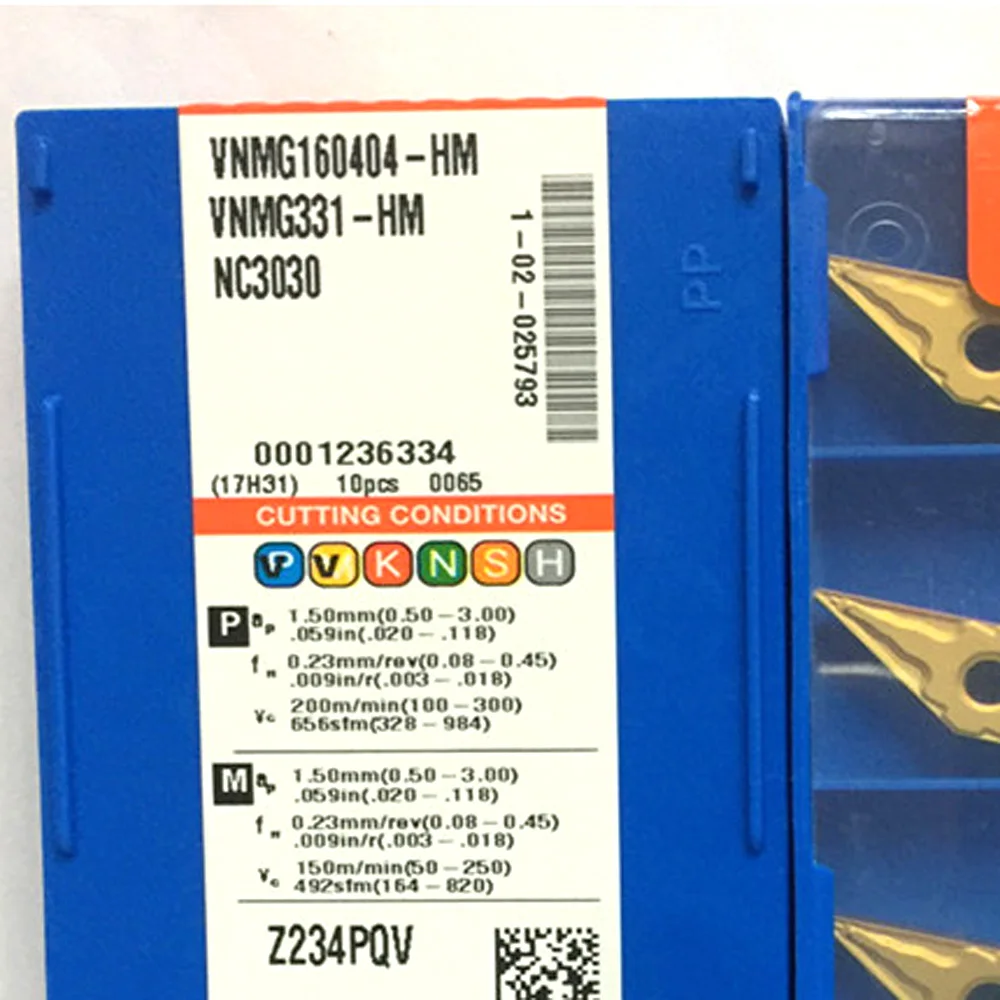 VNMG160404-HM
VNMG331-HM
NC3030
1-02-025793
PP
0001236334
(17H31) 10pcs 0065
CUTTING CONDITIONS
P V K N S H
P ap 1.50mm(0.50-3.00)
.059in(.020-.118)
fn 0.23mm/rev(0.08-0.45)
.009in/r(.003-.018)
Vc 200m/min(100-300)
656sfm(328-984)
M ap 1.50mm(0.50-3.00)
.059in(.020-.118)
fn 0.23mm/rev(0.08-0.45)
.009in/r(.003-.018)
Vc 150m/min(50-250)
492sfm(164-820)
Z234PQV